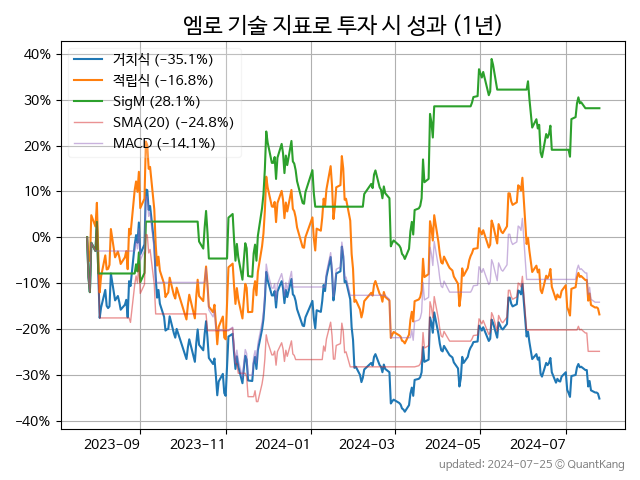 엠로 기술 지표로 투자 시 성과 (1년)
거치식 (−35.1%)
적립식 (−16.8%)
SigM (28.1%)
SMA(20) (−24.8%)
MACD (−14.1%)
40%
30%
20%
10%
0%
−10%
−20%
−30%
−40%
2023-09 2023-11 2024-01 2024-03 2024-05 2024-07
updated: 2024-07-25 © QuantKang